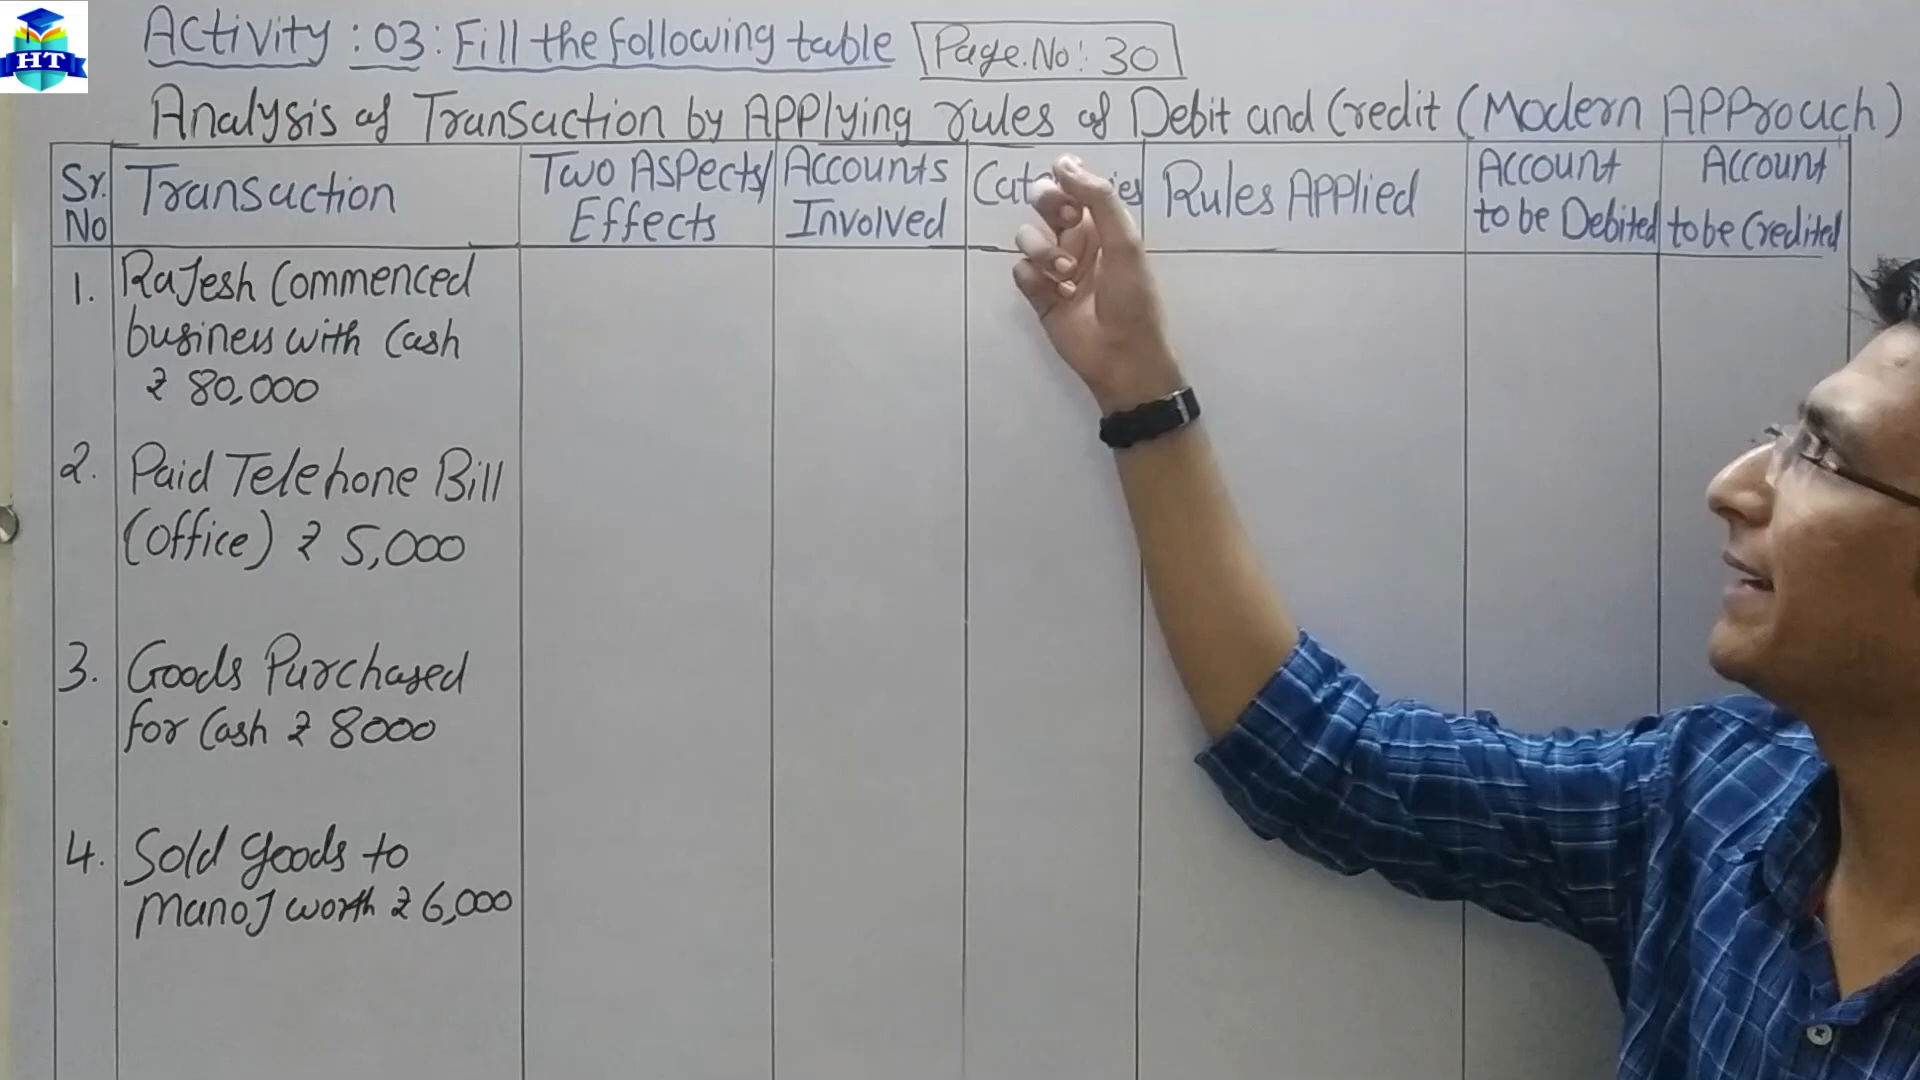 HT
Activity : 03 : Fill the following table Page.No: 30
Analysis of Transaction by Applying rules of Debit and Credit (Modern Approach)
Sr. No
Transaction
Two Aspects/
Effects
Accounts
Involved
Rules Applied
Account
to be Debited
Account
to be Credited
1. Rajesh Commenced
business with Cash
₹ 80,000
2. Paid Telehone Bill
(office) ₹ 5,000
3. Goods Purchased
for Cash ₹ 8000
4. Sold goods to
Manoj worth ₹ 6,000